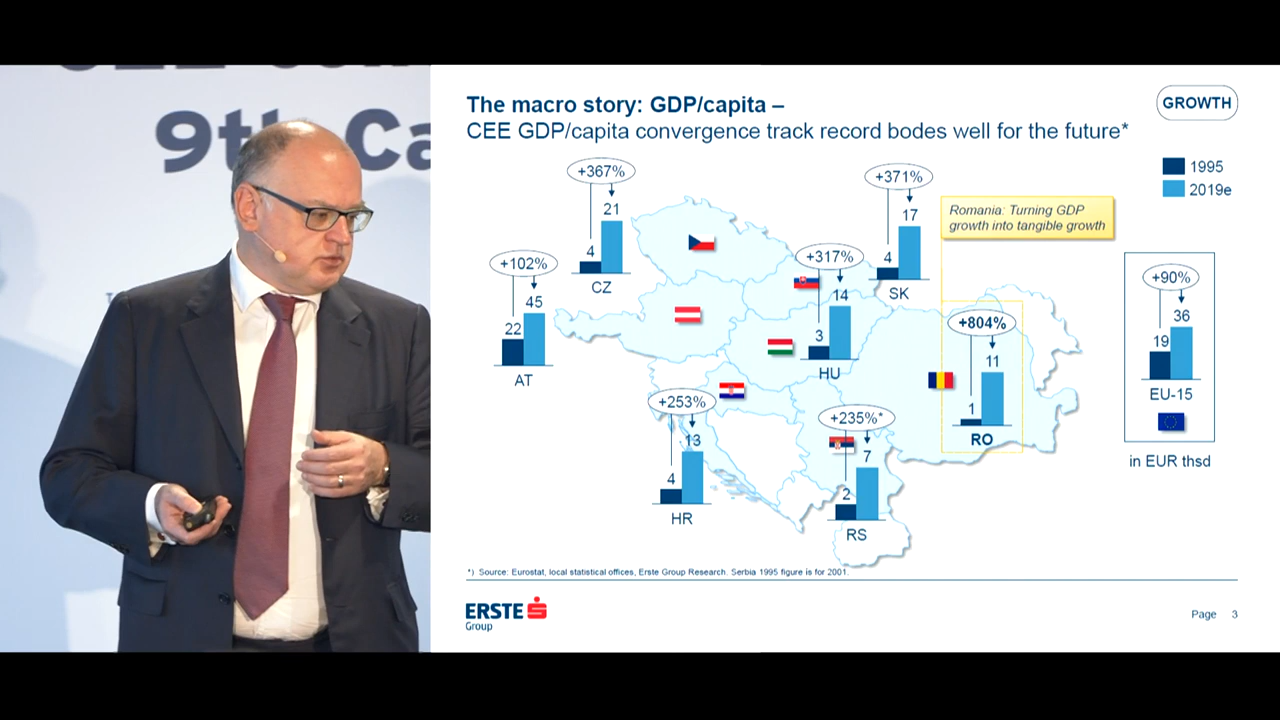 9th Ca
The macro story: GDP/capita –
CEE GDP/capita convergence track record bodes well for the future*
GROWTH
1995
2019e
Romania: Turning GDP
growth into tangible growth
+367%
21
4
CZ
+371%
17
4
SK
+102%
45
22
AT
+317%
14
3
HU
+804%
11
1
RO
+90%
36
19
EU-15
in EUR thsd
+253%
13
4
HR
+235%*
7
2
RS
*) Source: Eurostat, local statistical offices, Erste Group Research. Serbia 1995 figure is for 2001.
ERSTE
Group
Page 3